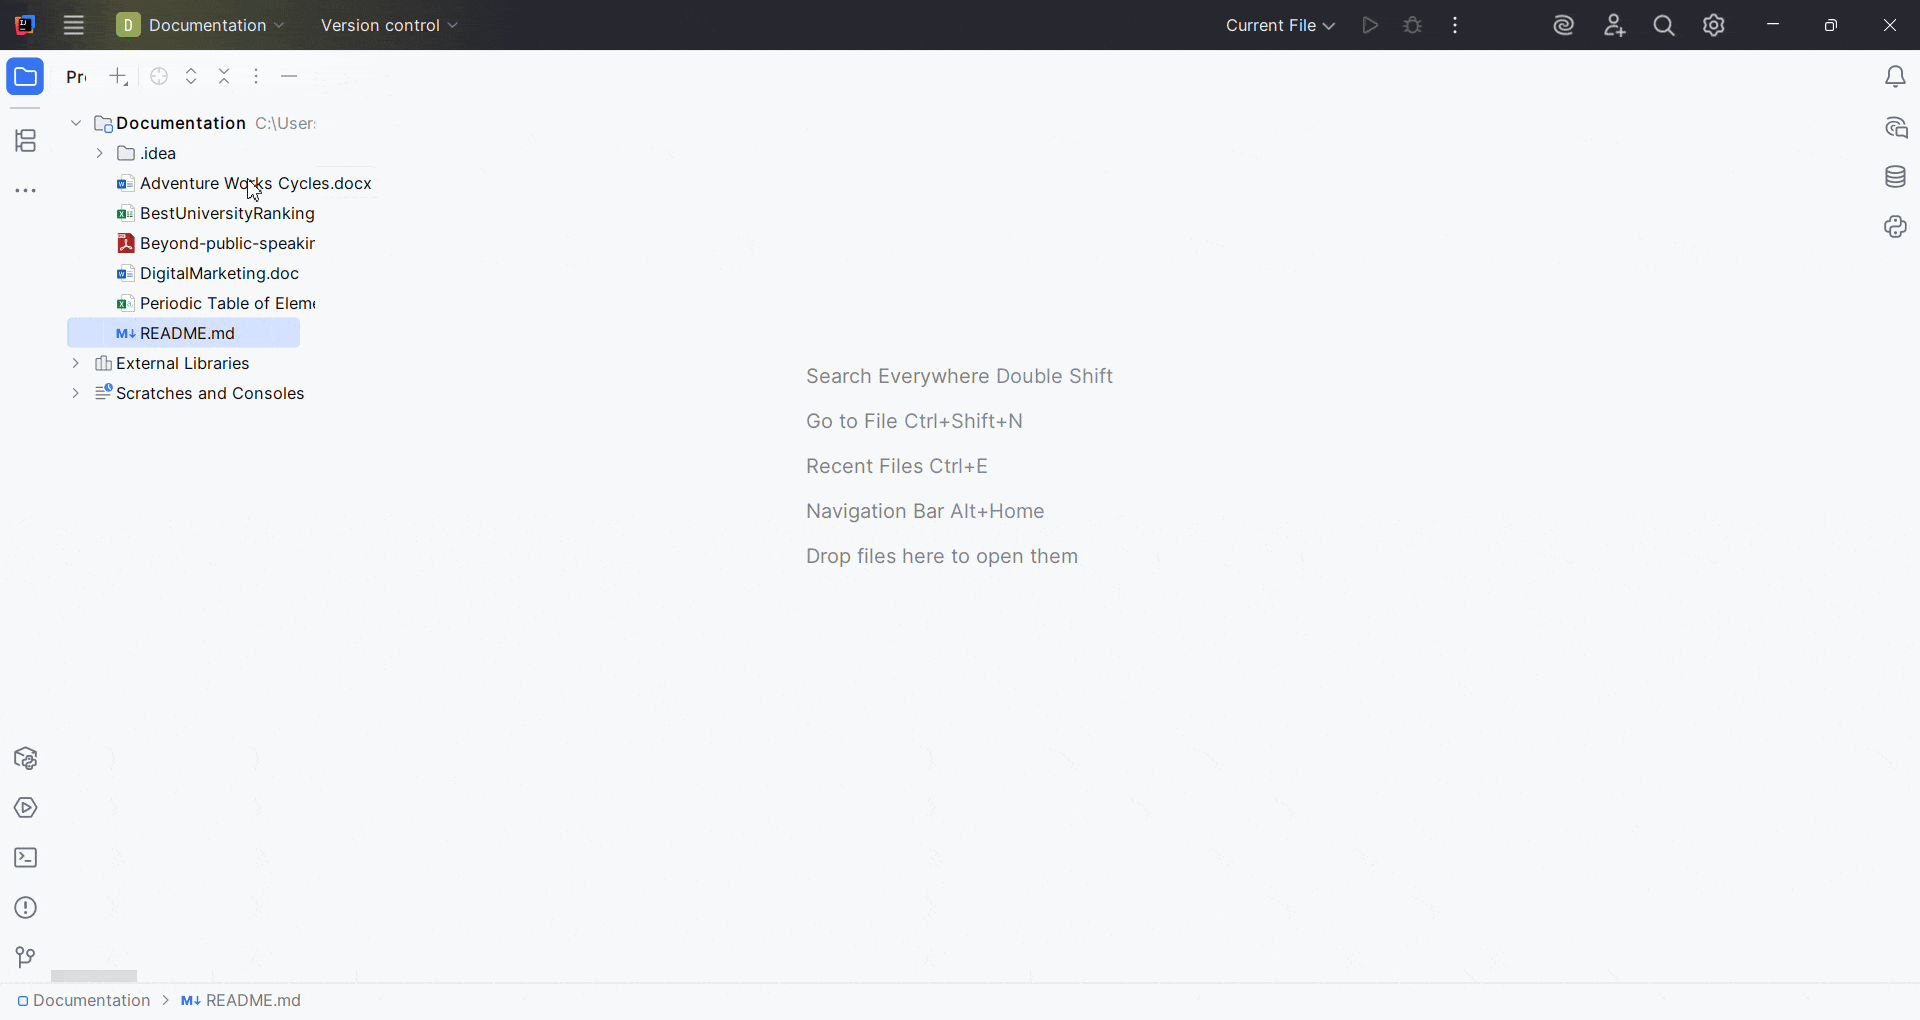 D Documentation Version control Current File
Pr
Documentation C:\User
.idea
Adventure Works Cycles.docx
BestUniversityRanking
Beyond-public-speakin
DigitalMarketing.doc
Periodic Table of Eleme
M↓ README.md
External Libraries
Scratches and Consoles
Search Everywhere Double Shift
Go to File Ctrl+Shift+N
Recent Files Ctrl+E
Navigation Bar Alt+Home
Drop files here to open them
Documentation > M↓ README.md